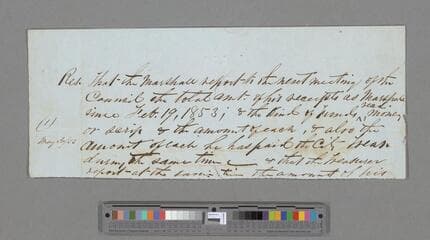 Res. that the Marshall report to the next meeting of the
Council the total amt. of his receipts as Marshall
since Feb. 19, 1853; & the kind of funds, Money
or scrip & the amount of each, & also the
amount of each he has paid the City Treas
during the same time & that the treasurer
report at the same time the amount of his